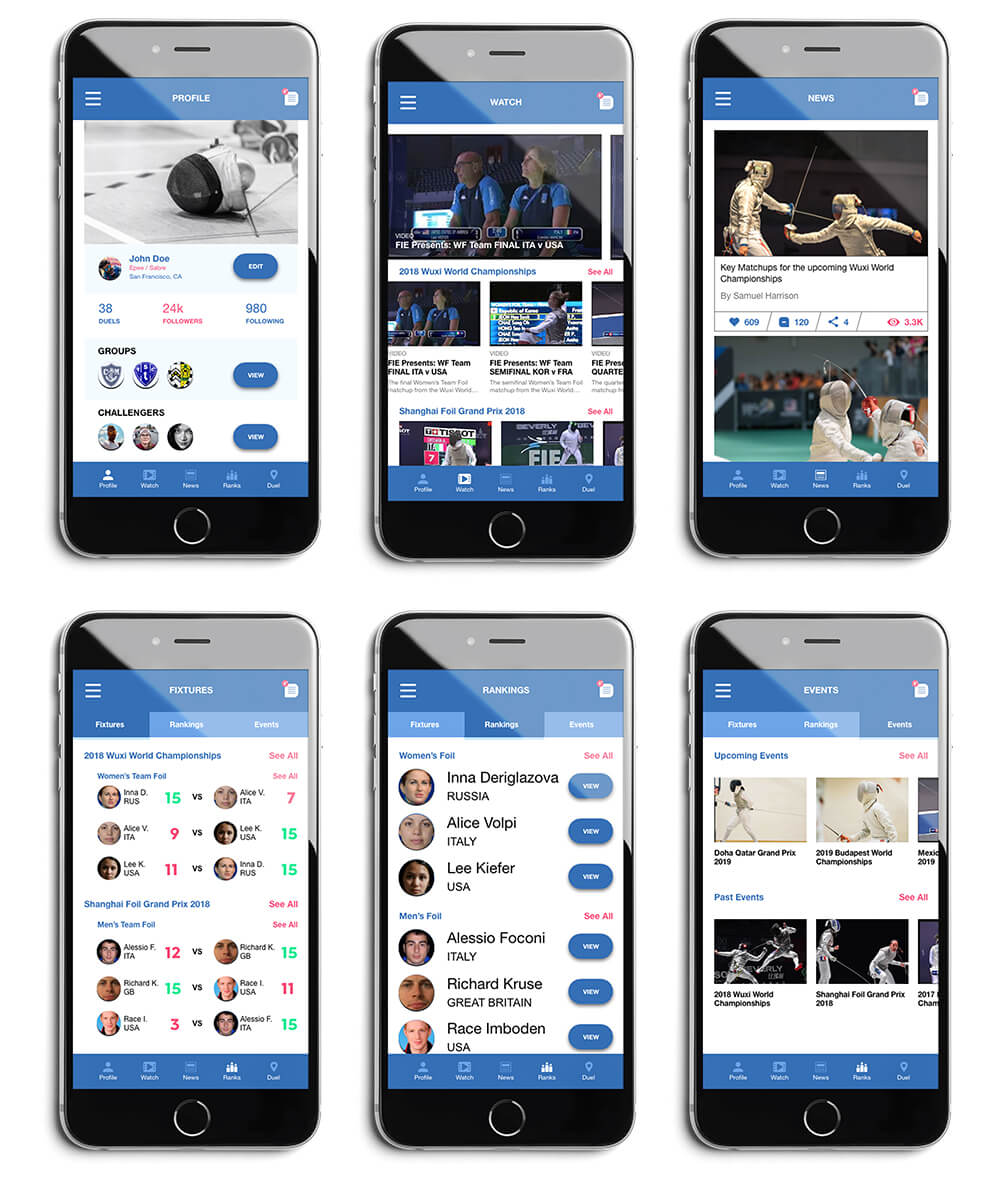 PROFILE
John Doe
Epee / Sabre
San Francisco, CA
EDIT
38
DUELS
24k
FOLLOWERS
980
FOLLOWING
GROUPS
VIEW
CHALLENGERS
VIEW
Profile
Watch
News
Ranks
Duel
WATCH
VIDEO
FIE Presents: WF Team FINAL ITA v USA
2018 Wuxi World Championships
See All
VIDEO
FIE Presents: WF Team
FINAL ITA v USA
The final Women's Team Foil
matchup from the Wuxi World...
Republic of Korea
VIDEO
FIE Presents: WF Team
SEMIFINAL KOR v FRA
The semifinal Women's Team Foil
matchup from the Wuxi World...
VIDEO
FIE Pres
QUARTE
The quarte
matchup fr
Shanghai Foil Grand Prix 2018
See All
TISSOT
7
BEVERLY
FIE
Profile
Watch
News
Ranks
Duel
NEWS
Key Matchups for the upcoming Wuxi World
Championships
By Samuel Harrison
609
120
4
3.3K
Profile
Watch
News
Ranks
Duel
FIXTURES
Fixtures
Rankings
Events
2018 Wuxi World Championships
See All
Women's Team Foil
See All
Inna D.
RUS
15
VS
Alice V.
ITA
7
Alice V.
ITA
9
VS
Lee K.
USA
15
Lee K.
USA
11
VS
Inna D.
RUS
15
Shanghai Foil Grand Prix 2018
See All
Men's Team Foil
See All
Alessio F.
ITA
12
VS
Richard K.
GB
15
Richard K.
GB
15
VS
Race I.
USA
11
Race I.
USA
3
VS
Alessio F.
ITA
15
Profile
Watch
News
Ranks
Duel
RANKINGS
Fixtures
Rankings
Events
Women's Foil
See All
Inna Deriglazova
RUSSIA
VIEW
Alice Volpi
ITALY
VIEW
Lee Kiefer
USA
VIEW
Men's Foil
See All
Alessio Foconi
ITALY
VIEW
Richard Kruse
GREAT BRITAIN
VIEW
Race Imboden
USA
VIEW
Profile
Watch
News
Ranks
Duel
EVENTS
Fixtures
Rankings
Events
Upcoming Events
See All
Doha Qatar Grand Prix
2019
2019 Budapest World
Championships
Mexic
2019
Past Events
See All
BEVERLY
2018 Wuxi World
Championships
Shanghai Foil Grand Prix
2018
2017
Cham
Profile
Watch
News
Ranks
Duel